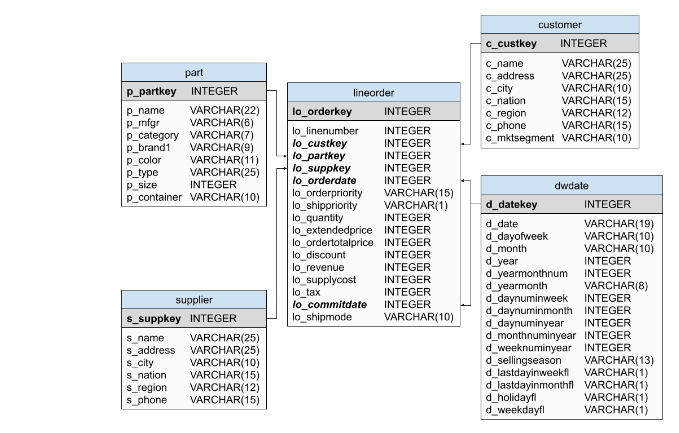 customer
c_custkey INTEGER
c_name VARCHAR(25)
c_address VARCHAR(25)
c_city VARCHAR(10)
c_nation VARCHAR(15)
c_region VARCHAR(12)
c_phone VARCHAR(15)
c_mktsegment VARCHAR(10)
part
p_partkey INTEGER
p_name VARCHAR(22)
p_mfgr VARCHAR(6)
p_category VARCHAR(7)
p_brand1 VARCHAR(9)
p_color VARCHAR(11)
p_type VARCHAR(25)
p_size INTEGER
p_container VARCHAR(10)
lineorder
lo_orderkey INTEGER
lo_linenumber INTEGER
lo_custkey INTEGER
lo_partkey INTEGER
lo_suppkey INTEGER
lo_orderdate INTEGER
lo_orderpriority VARCHAR(15)
lo_shippriority VARCHAR(1)
lo_quantity INTEGER
lo_extendedprice INTEGER
lo_ordertotalprice INTEGER
lo_discount INTEGER
lo_revenue INTEGER
lo_supplycost INTEGER
lo_tax INTEGER
lo_commitdate INTEGER
lo_shipmode VARCHAR(10)
dwdate
d_datekey INTEGER
d_date VARCHAR(19)
d_dayofweek VARCHAR(10)
d_month VARCHAR(10)
d_year INTEGER
d_yearmonthnum INTEGER
d_yearmonth VARCHAR(8)
d_daynuminweek INTEGER
d_daynuminmonth INTEGER
d_daynuminyear INTEGER
d_monthnuminyear INTEGER
d_weeknuminyear INTEGER
d_sellingseason VARCHAR(13)
d_lastdayinweekfl VARCHAR(1)
d_lastdayinmonthfl VARCHAR(1)
d_holidayfl VARCHAR(1)
d_weekdayfl VARCHAR(1)
supplier
s_suppkey INTEGER
s_name VARCHAR(25)
s_address VARCHAR(25)
s_city VARCHAR(10)
s_nation VARCHAR(15)
s_region VARCHAR(12)
s_phone VARCHAR(15)